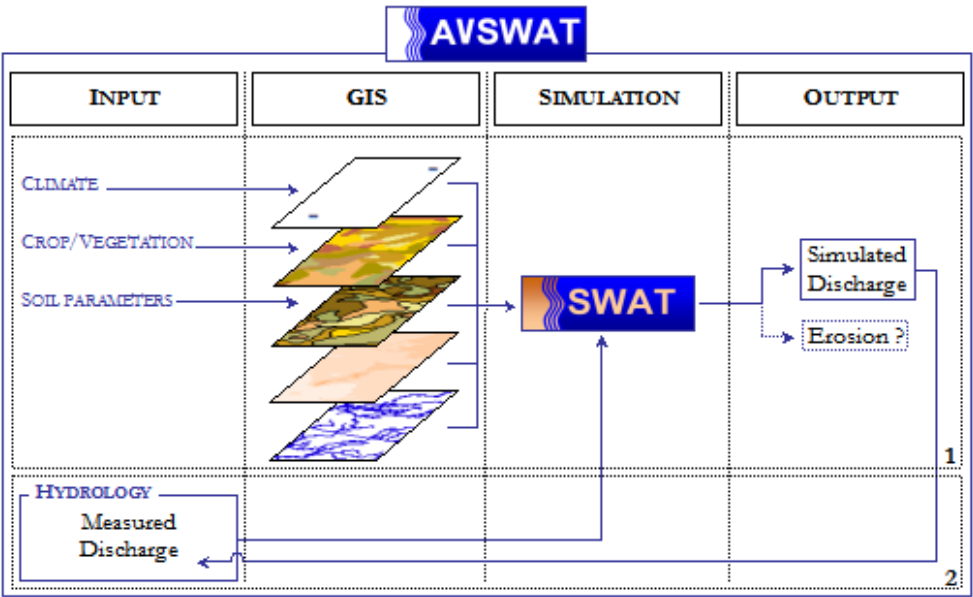 AVSWAT
INPUT
GIS
SIMULATION
OUTPUT
CLIMATE
CROP/VEGETATION
SOIL PARAMETERS
SWAT
Simulated
Discharge
Erosion ?
1
HYDROLOGY
Measured
Discharge
2